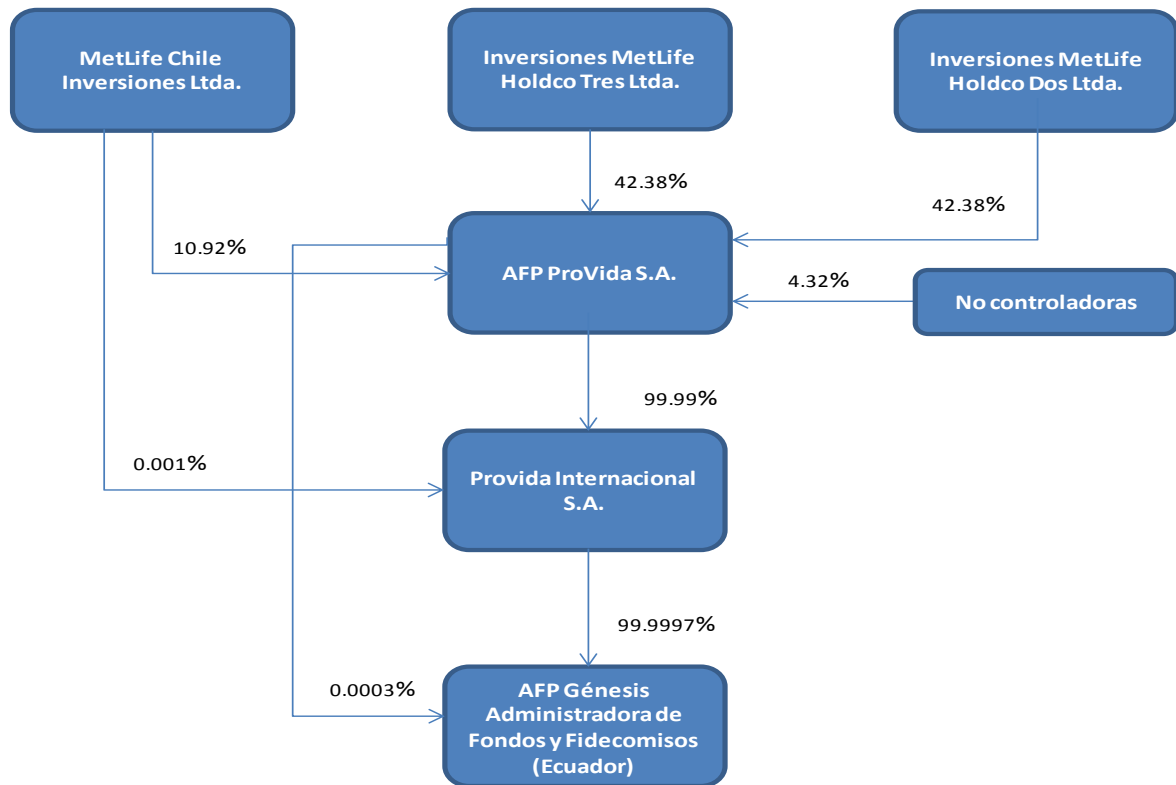 MetLife Chile
Inversiones Ltda.
Inversiones MetLife
Holdco Tres Ltda.
Inversiones MetLife
Holdco Dos Ltda.
42.38%
42.38%
10.92%
AFP ProVida S.A.
4.32%
No controladoras
99.99%
0.001%
Provida Internacional
S.A.
99.9997%
0.0003%
AFP Génesis
Administradora de
Fondos y Fidecomisos
(Ecuador)